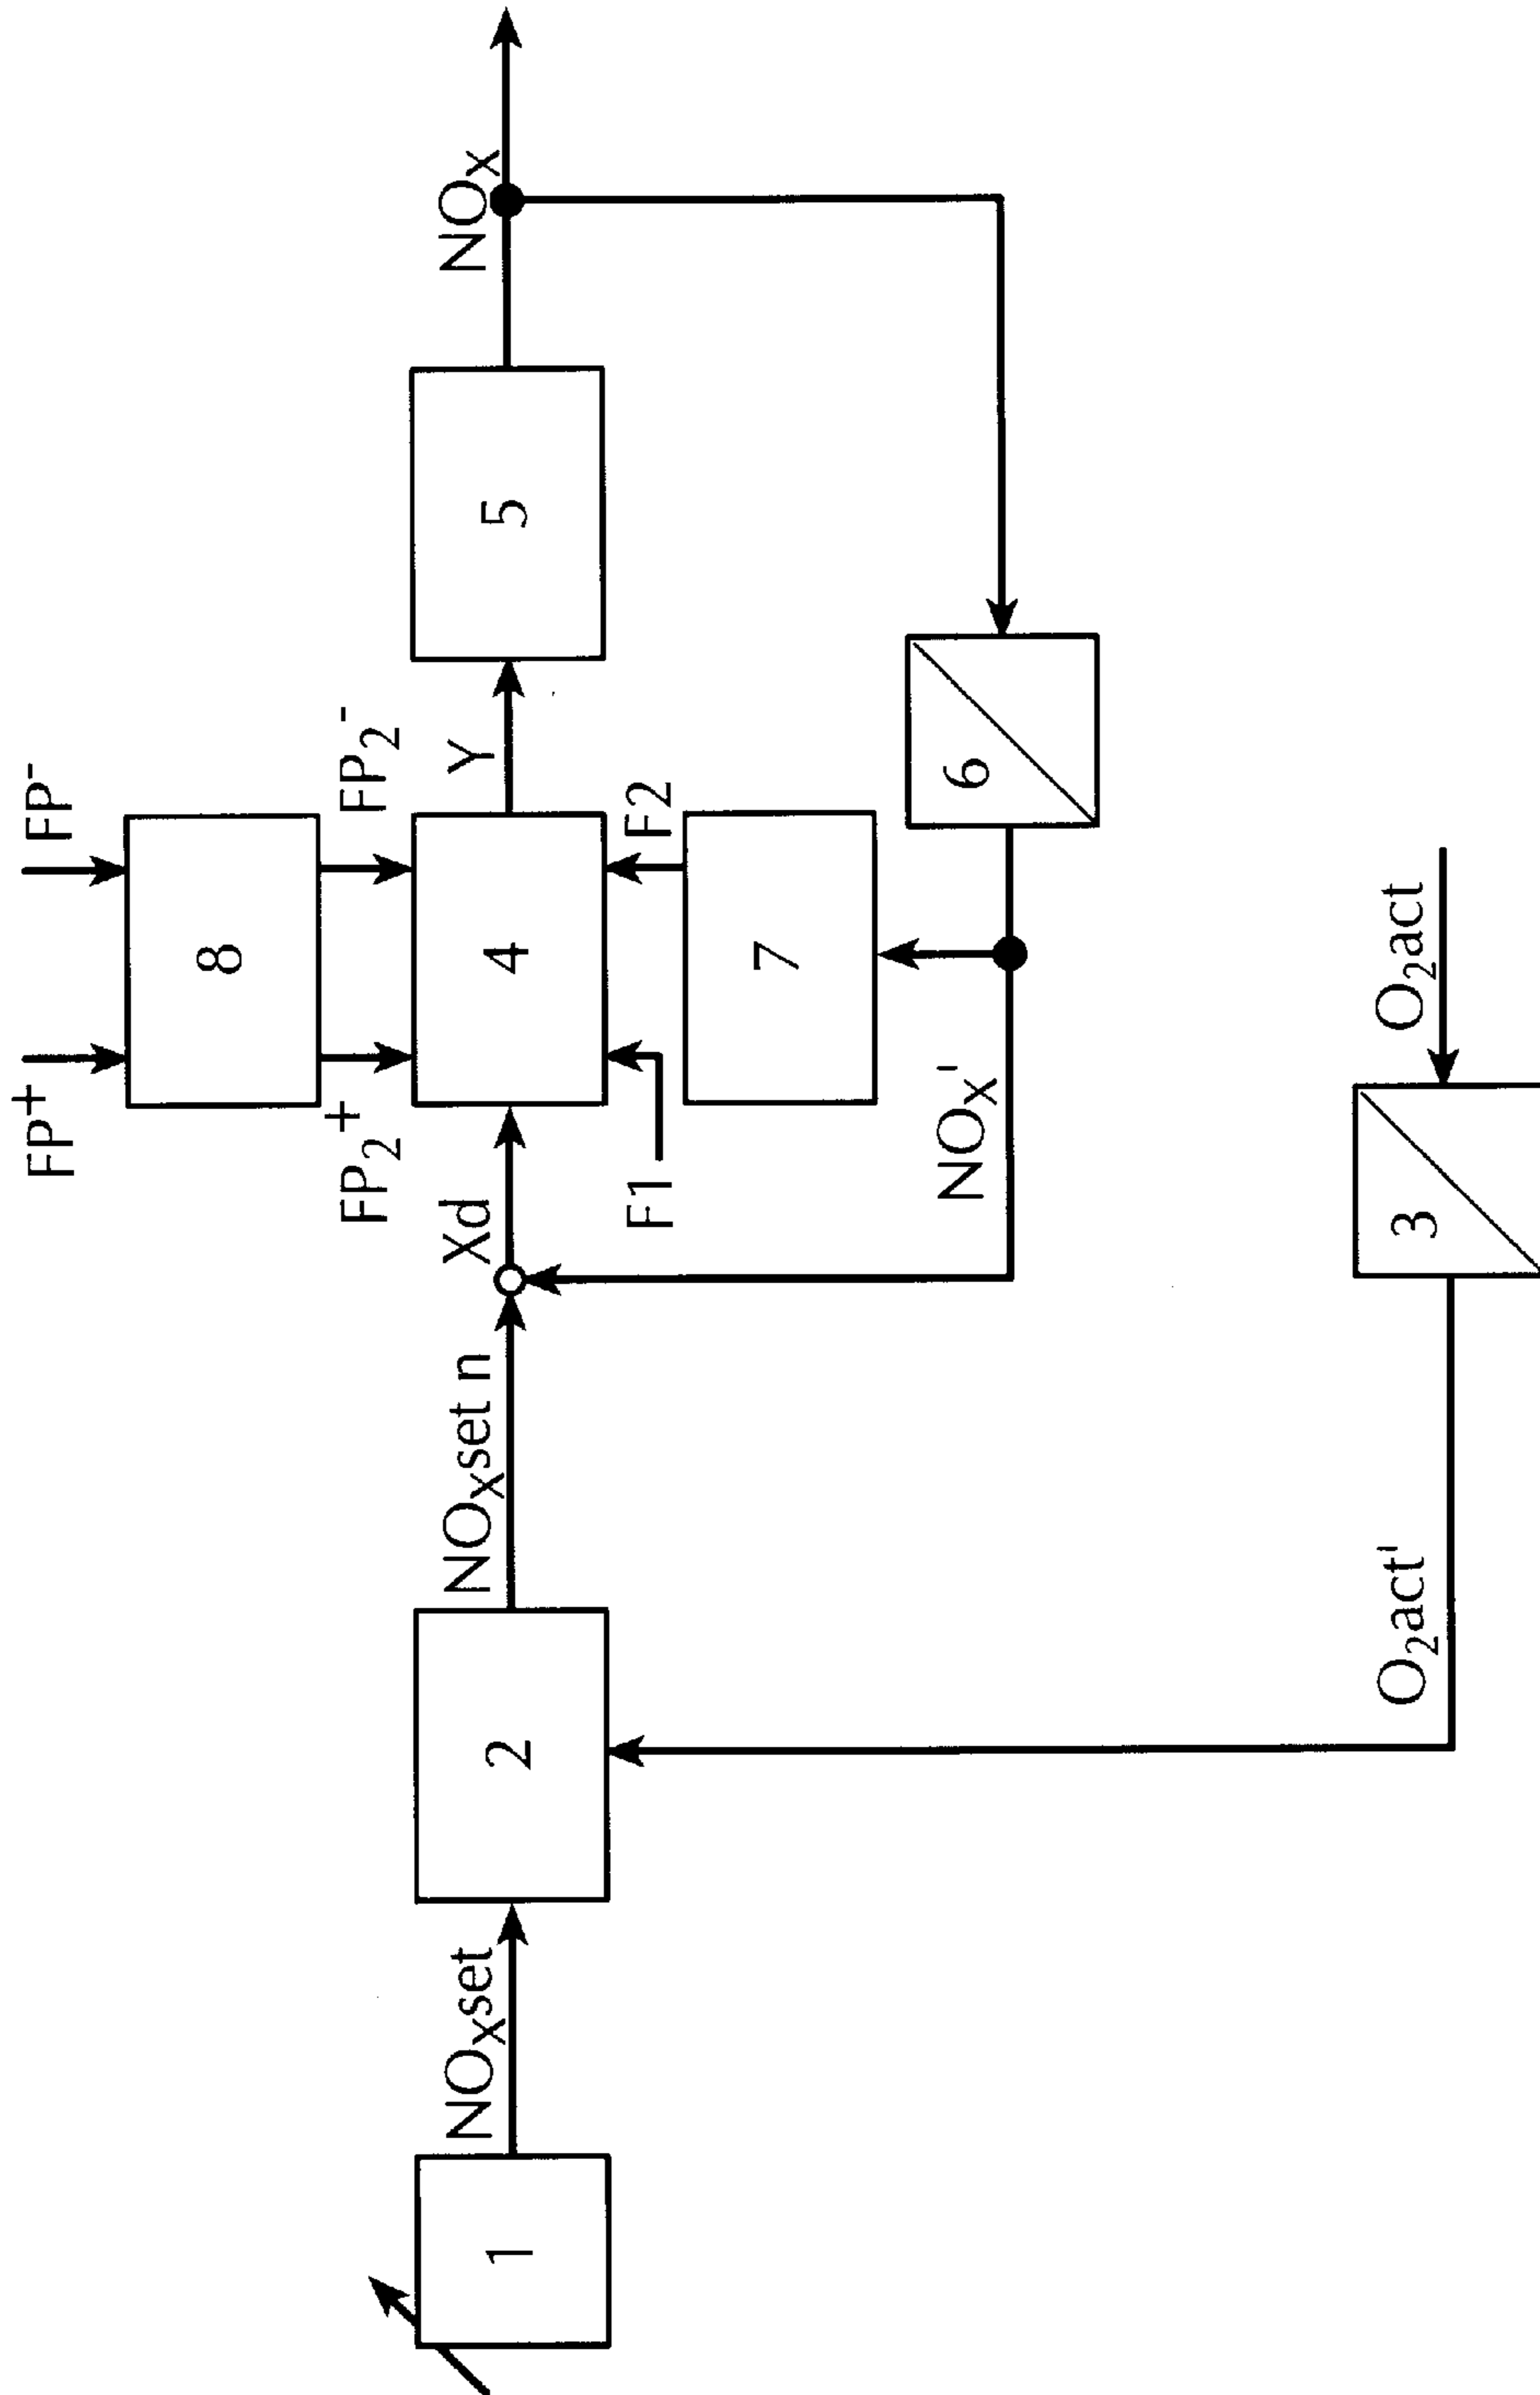 FP⁺
FP⁻
8
FP₂⁺
FP₂⁻
1
NOₓset
2
NOₓset n
Xd
4
Y
5
NOₓ
F1
F2
7
NOₓ'
6
O₂act'
3
O₂act